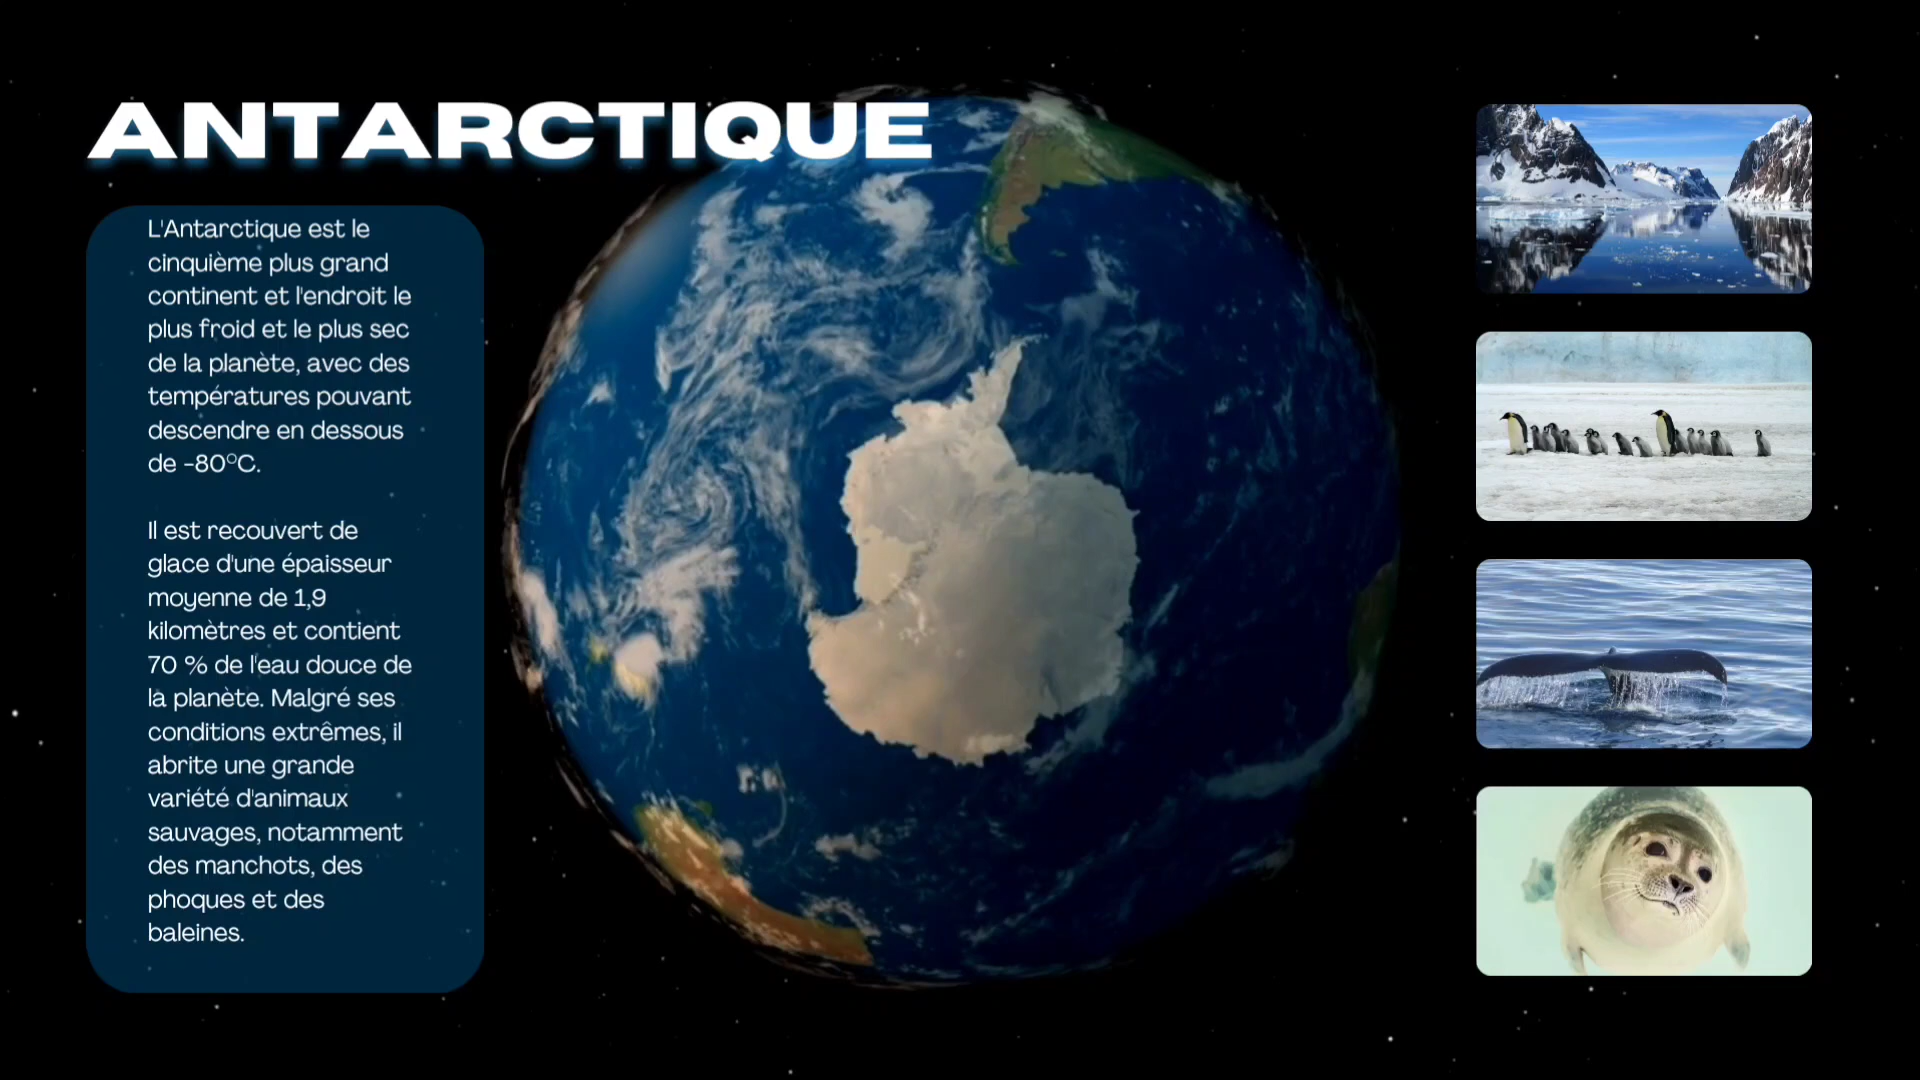 ANTARCTIQUE
L'Antarctique est le
cinquième plus grand
continent et l'endroit le
plus froid et le plus sec
de la planète, avec des
températures pouvant
descendre en dessous
de -80°C.
Il est recouvert de
glace d'une épaisseur
moyenne de 1,9
kilomètres et contient
70 % de l'eau douce de
la planète. Malgré ses
conditions extrêmes, il
abrite une grande
variété d'animaux
sauvages, notamment
des manchots, des
phoques et des
baleines.